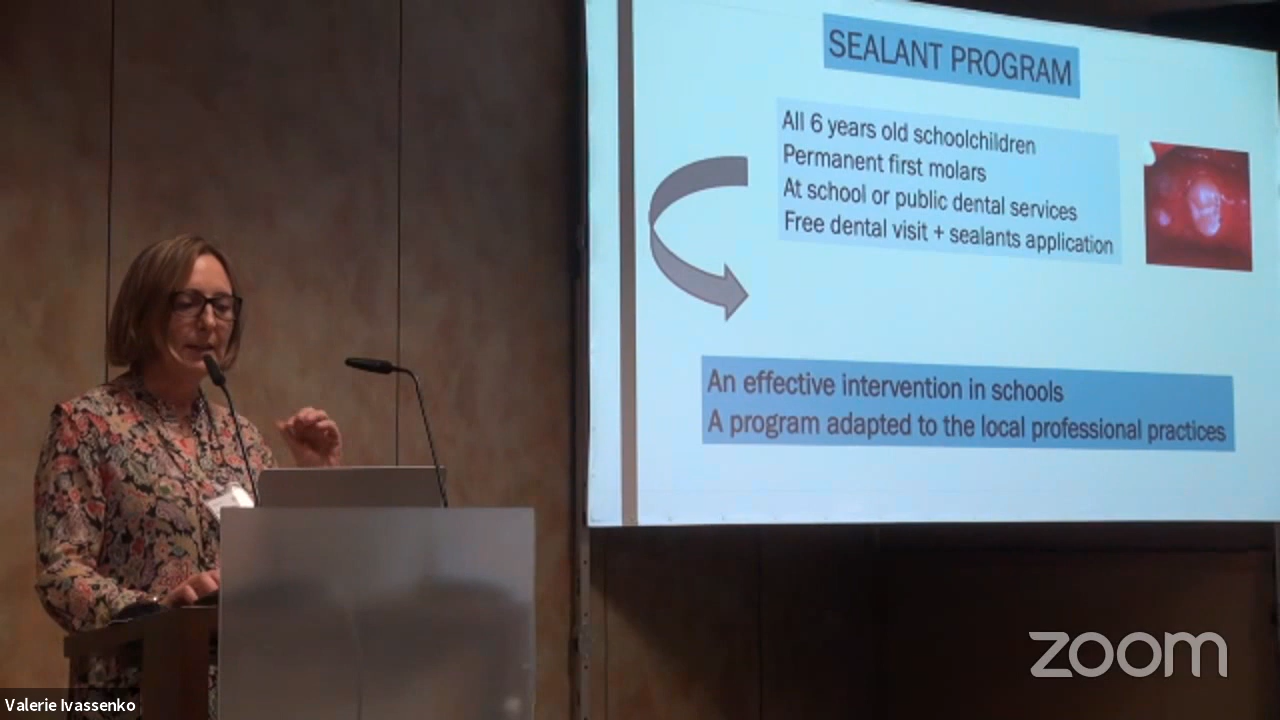 SEALANT PROGRAM
All 6 years old schoolchildren
Permanent first molars
At school or public dental services
Free dental visit + sealants application
An effective intervention in schools
A program adapted to the local professional practices
zoom
Valerie Ivassenko